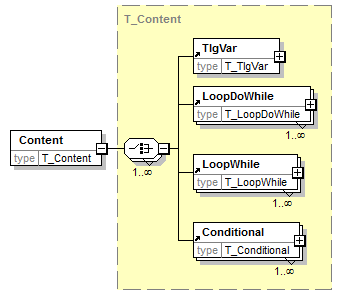 T_Content
TlgVar
type T_TlgVar
LoopDoWhile
type T_LoopDoWhile
1..∞
Content
type T_Content
1..∞
LoopWhile
type T_LoopWhile
1..∞
Conditional
type T_Conditional
1..∞